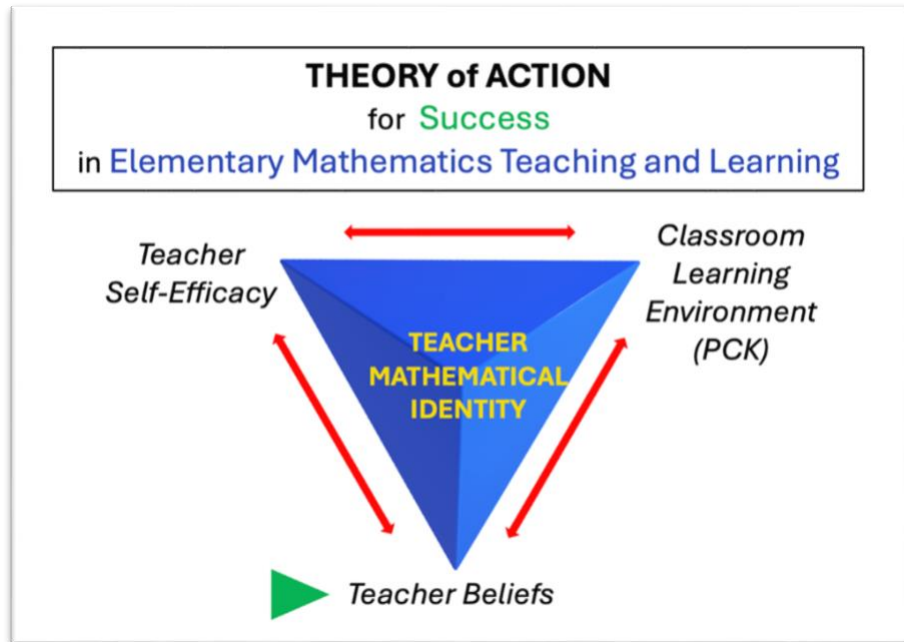 THEORY of ACTION
for Success
in Elementary Mathematics Teaching and Learning
Teacher
Self-Efficacy
Classroom
Learning
Environment
(PCK)
TEACHER
MATHEMATICAL
IDENTITY
Teacher Beliefs